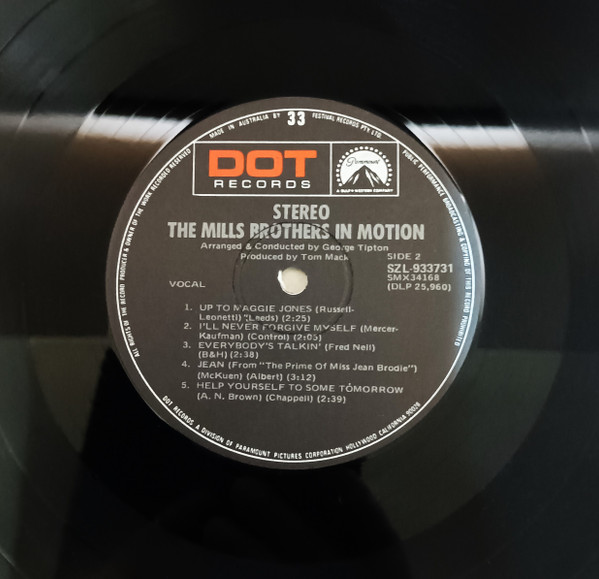 MADE IN AUSTRALIA BY 33 FESTIVAL RECORDS PTY. LTD.
PUBLIC PERFORMANCE BROADCASTING & COPYING OF THIS RECORD PROHIBITED
ALL RIGHTS OF THE RECORD PRODUCER & OWNER OF THE WORK RECORDED RESERVED
DOT RECORDS
Paramount
A GULF+WESTERN COMPANY
STEREO
THE MILLS BROTHERS IN MOTION
Arranged & Conducted by George Tipton
Produced by Tom Mack
SIDE 2
SZL-933731
SMX34168
(DLP 25,960)
VOCAL
1. UP TO MAGGIE JONES (Russell-
Leonetti) (Leeds) (2:25)
2. I'LL NEVER FORGIVE MYSELF (Mercer-
Kaufman) (Control) (2:05)
3. EVERYBODY'S TALKIN' (Fred Neil)
(B&H) (2:38)
4. JEAN (From "The Prime Of Miss Jean Brodie")
(McKuen) (Albert) (3:12)
5. HELP YOURSELF TO SOME TOMORROW
(A. N. Brown) (Chappell) (2:39)
DOT RECORDS, A DIVISION OF PARAMOUNT PICTURES CORPORATION HOLLYWOOD CALIFORNIA 90028